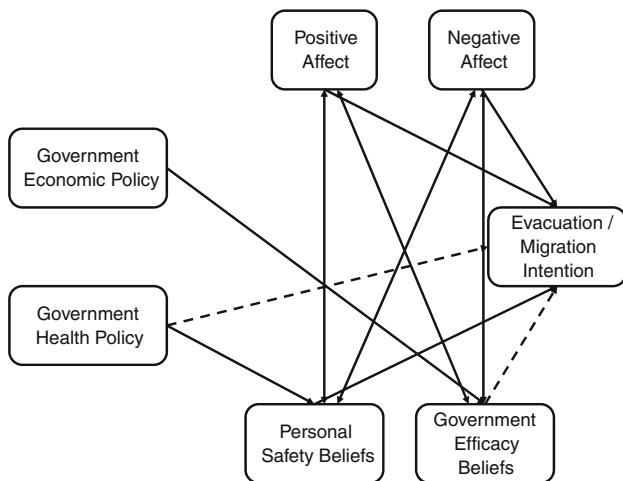 Positive
Affect
Negative
Affect
Government
Economic Policy
Evacuation /
Migration
Intention
Government
Health Policy
Personal
Safety Beliefs
Government
Efficacy
Beliefs